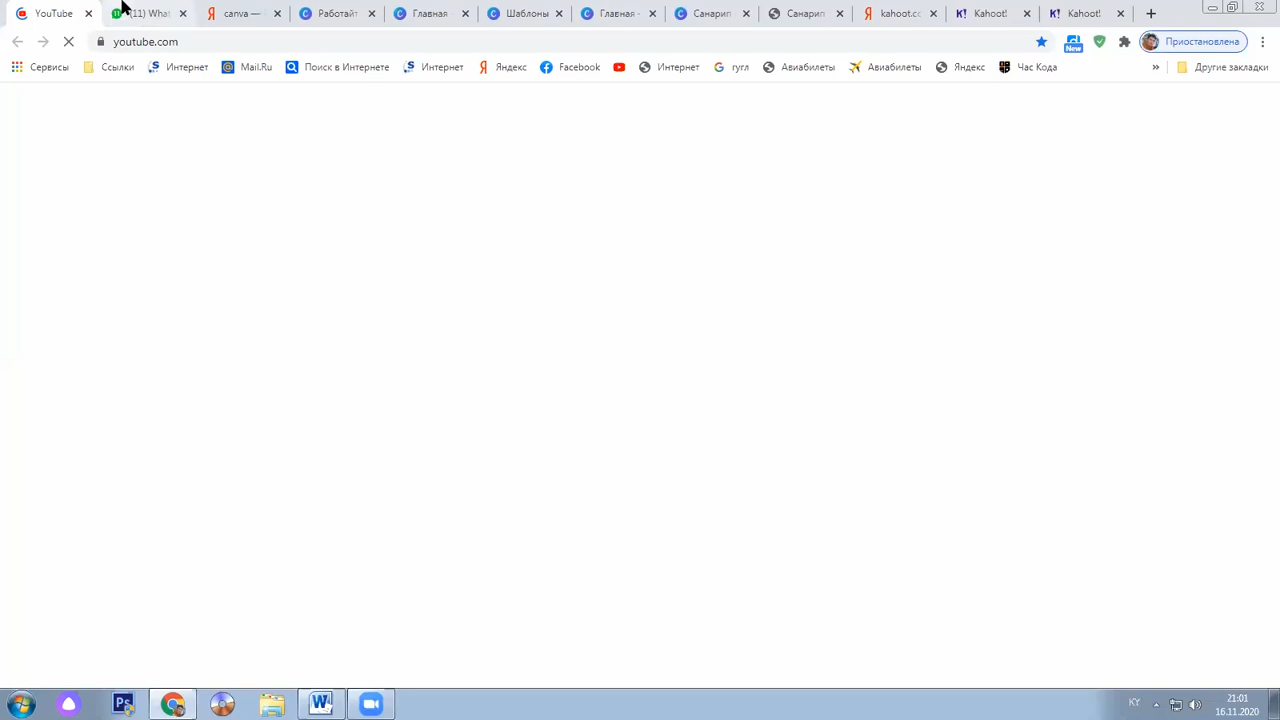 YouTube (11) What canva — Работайт Главная Шаблоны Главная - Санарип Санарип kahoot.cc Kahoot! Kahoot!
youtube.com New Приостановлена
Сервисы Ссылки Интернет Mail.Ru Поиск в Интернете Интернет Яндекс Facebook Интернет гугл Авиабилеты Авиабилеты Яндекс Час Кода » Другие закладки
KY 21:01
16.11.2020